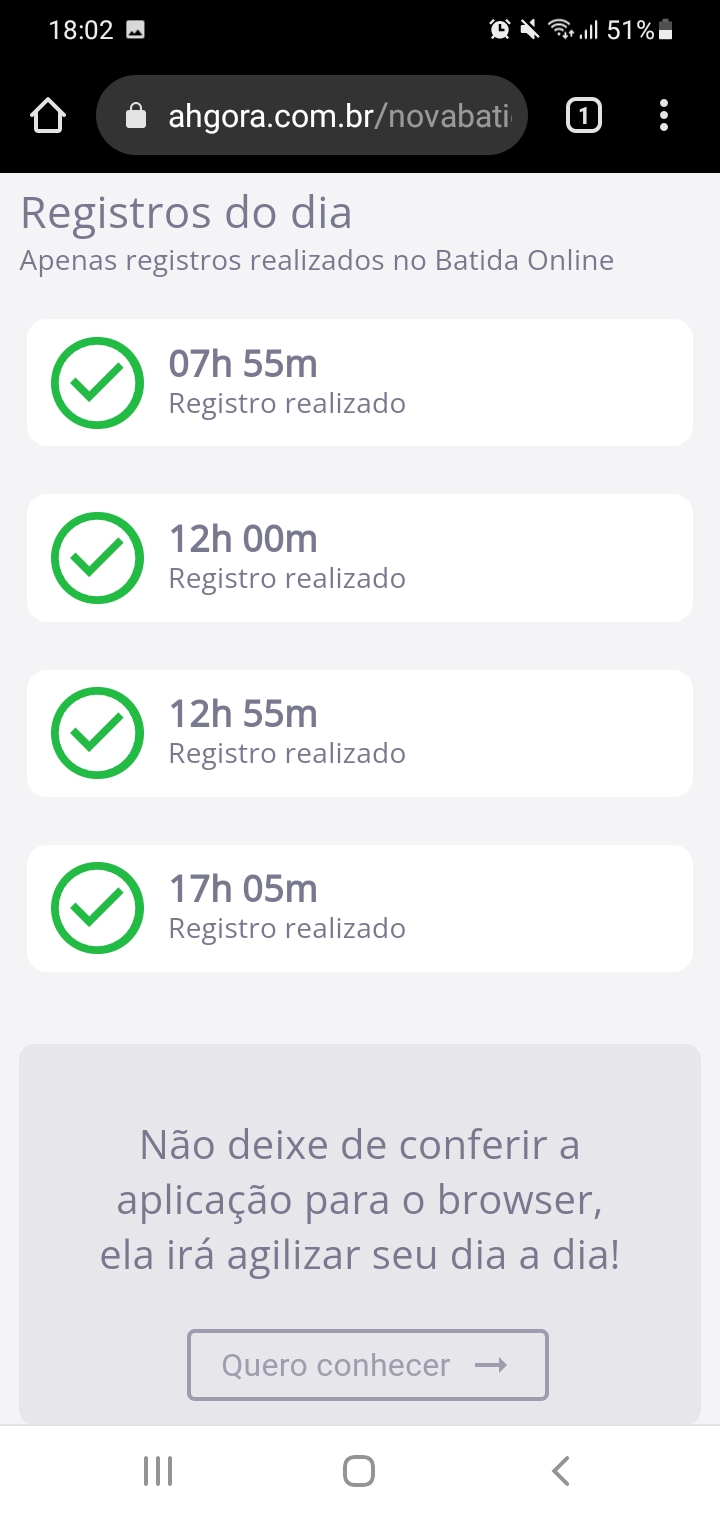 18:02
51%
ahgora.com.br/novabati
1
Registros do dia
Apenas registros realizados no Batida Online
07h 55m
Registro realizado
12h 00m
Registro realizado
12h 55m
Registro realizado
17h 05m
Registro realizado
Não deixe de conferir a
aplicação para o browser,
ela irá agilizar seu dia a dia!
Quero conhecer